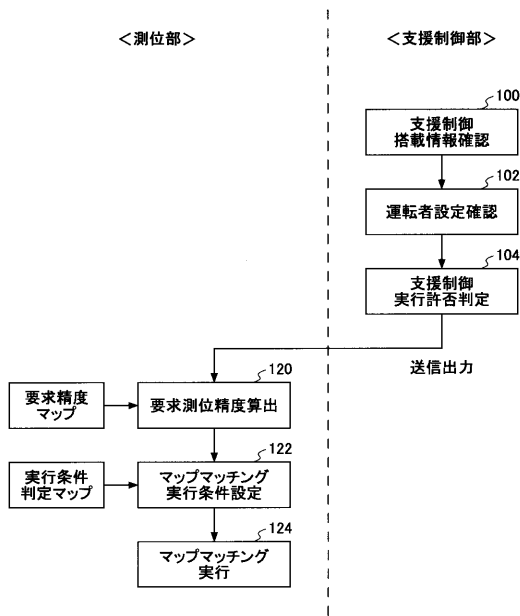 ＜測位部＞
＜支援制御部＞
100
支援制御
搭載情報確認
102
運転者設定確認
104
支援制御
実行許否判定
送信出力
120
要求精度
マップ
要求測位精度算出
122
実行条件
判定マップ
マップマッチング
実行条件設定
124
マップマッチング
実行